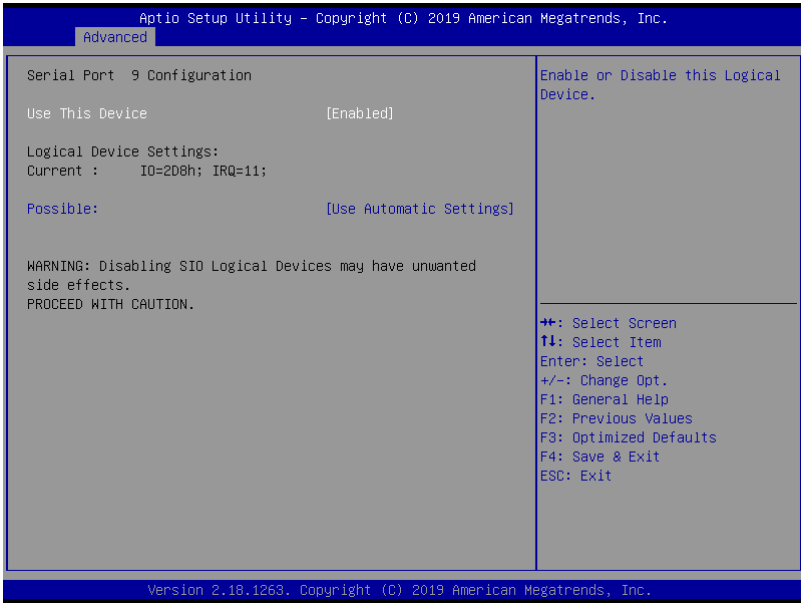 Aptio Setup Utility – Copyright (C) 2019 American Megatrends, Inc.
Advanced
Serial Port  9 Configuration
Use This Device [Enabled]
Logical Device Settings:
Current : IO=2D8h; IRQ=11;
Possible: [Use Automatic Settings]
WARNING: Disabling SIO Logical Devices may have unwanted
side effects.
PROCEED WITH CAUTION.
Enable or Disable this Logical
Device.
→←: Select Screen
↑↓: Select Item
Enter: Select
+/-: Change Opt.
F1: General Help
F2: Previous Values
F3: Optimized Defaults
F4: Save & Exit
ESC: Exit
Version 2.18.1263. Copyright (C) 2019 American Megatrends, Inc.